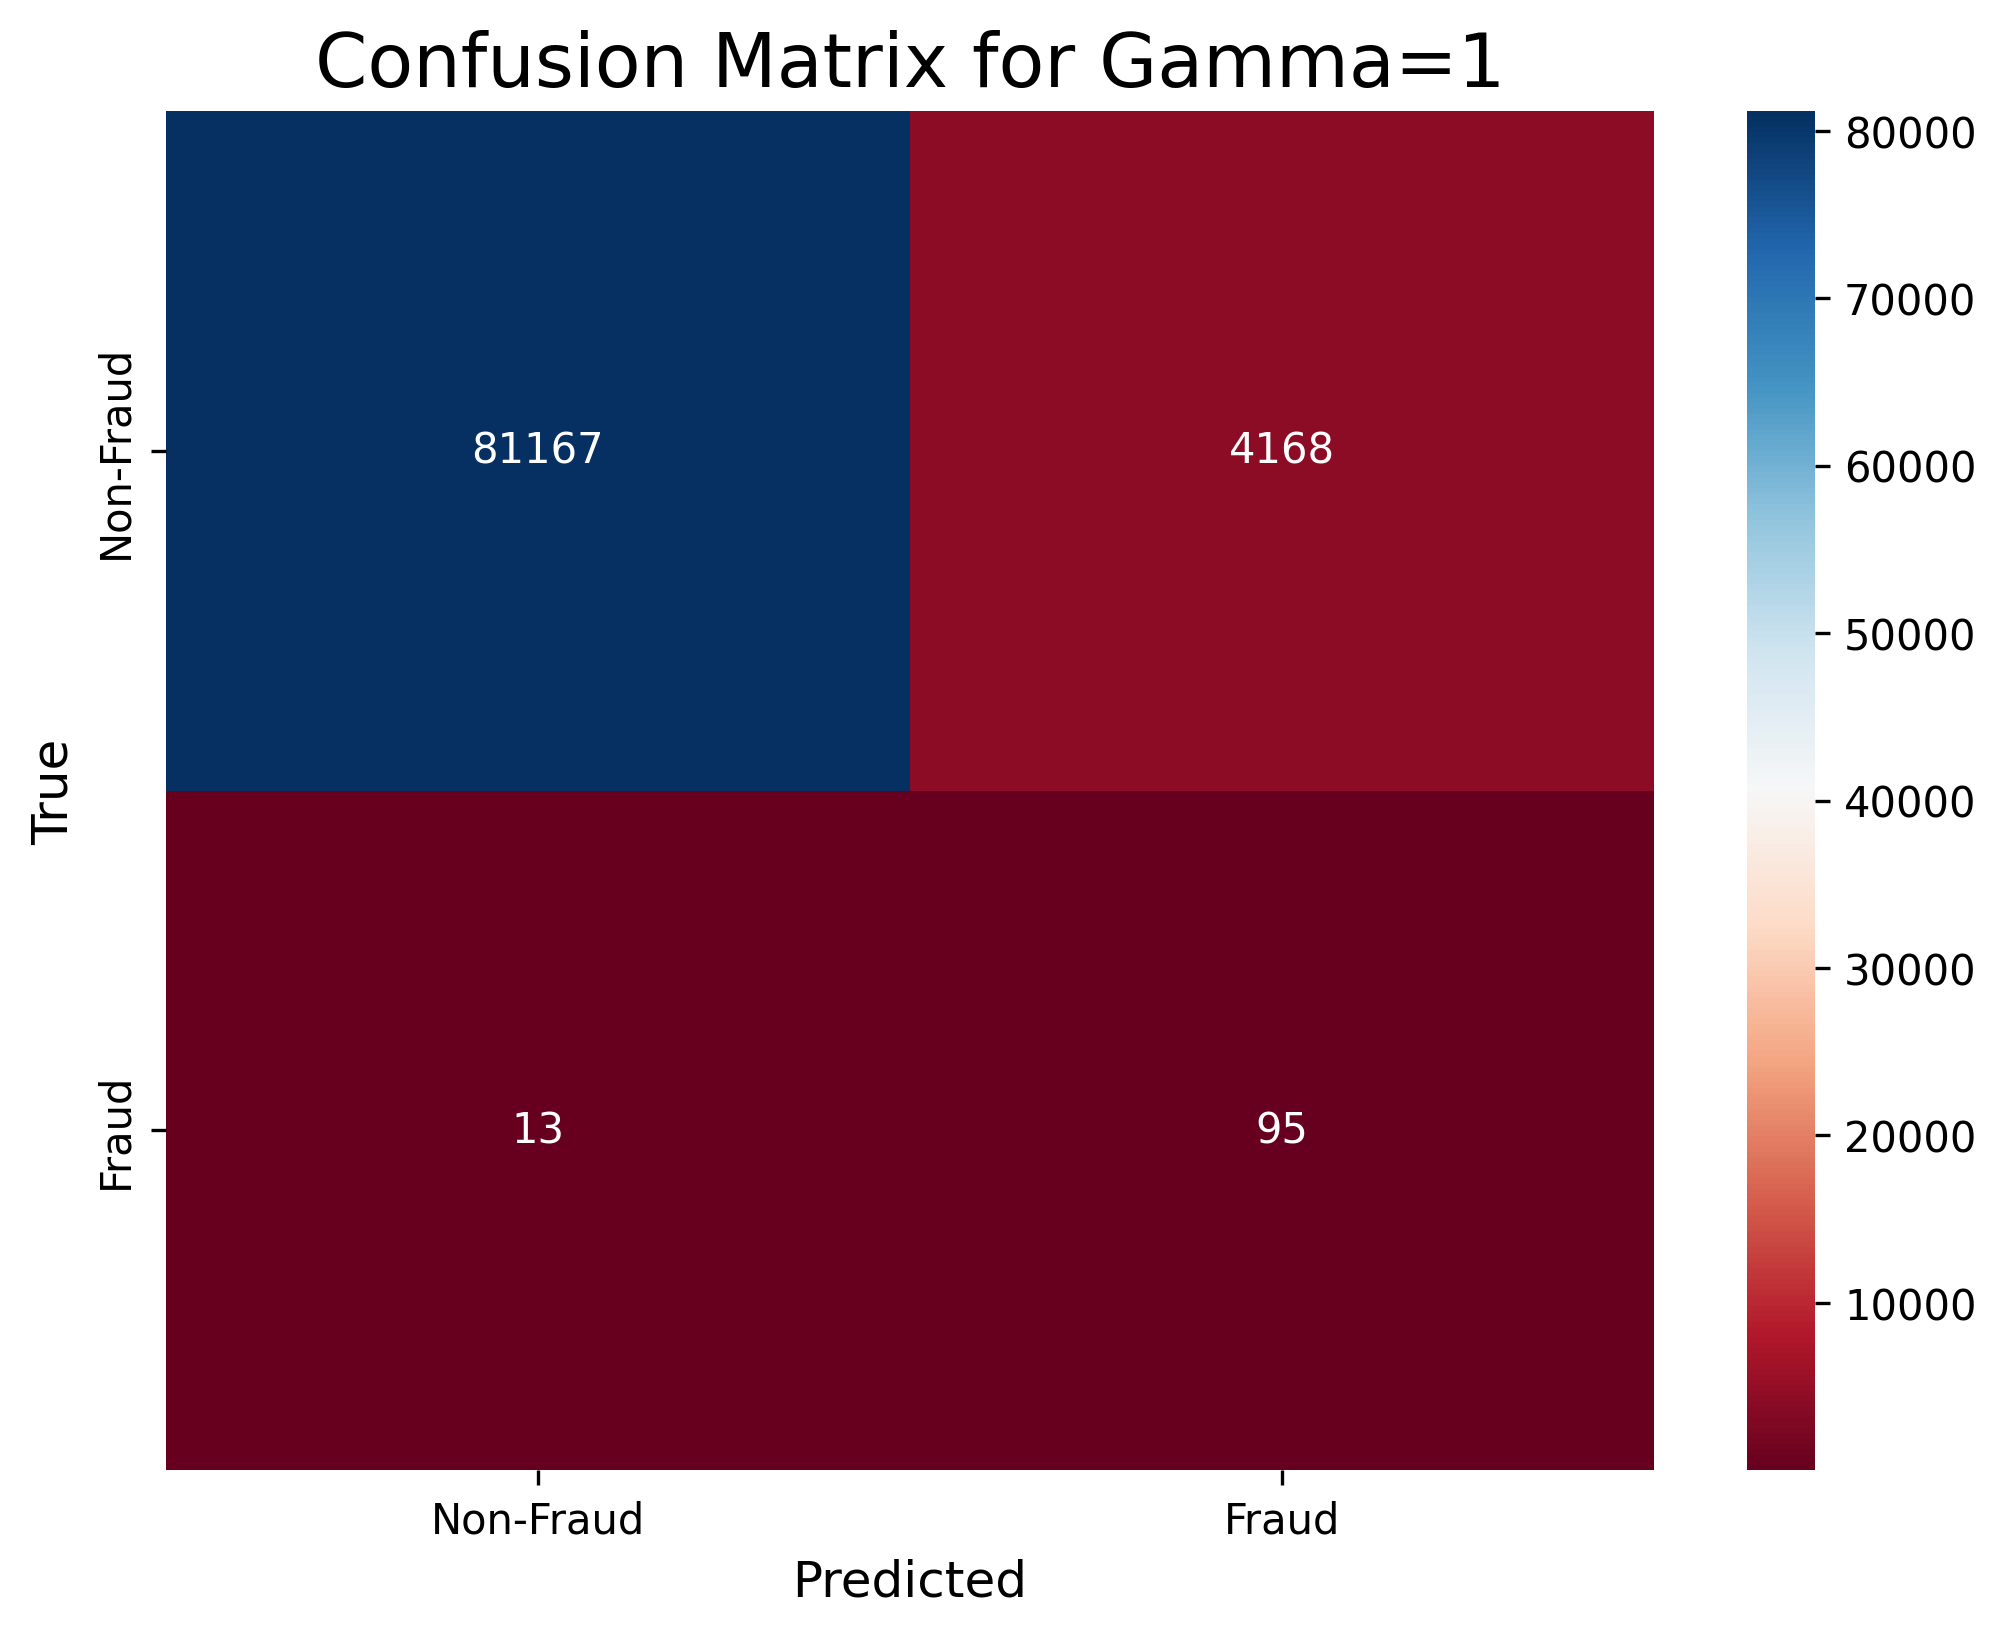 Confusion Matrix for Gamma=1
80000
70000
60000
50000
40000
30000
20000
10000
True
Non-Fraud
81167
4168
Fraud
13
95
Non-Fraud
Fraud
Predicted